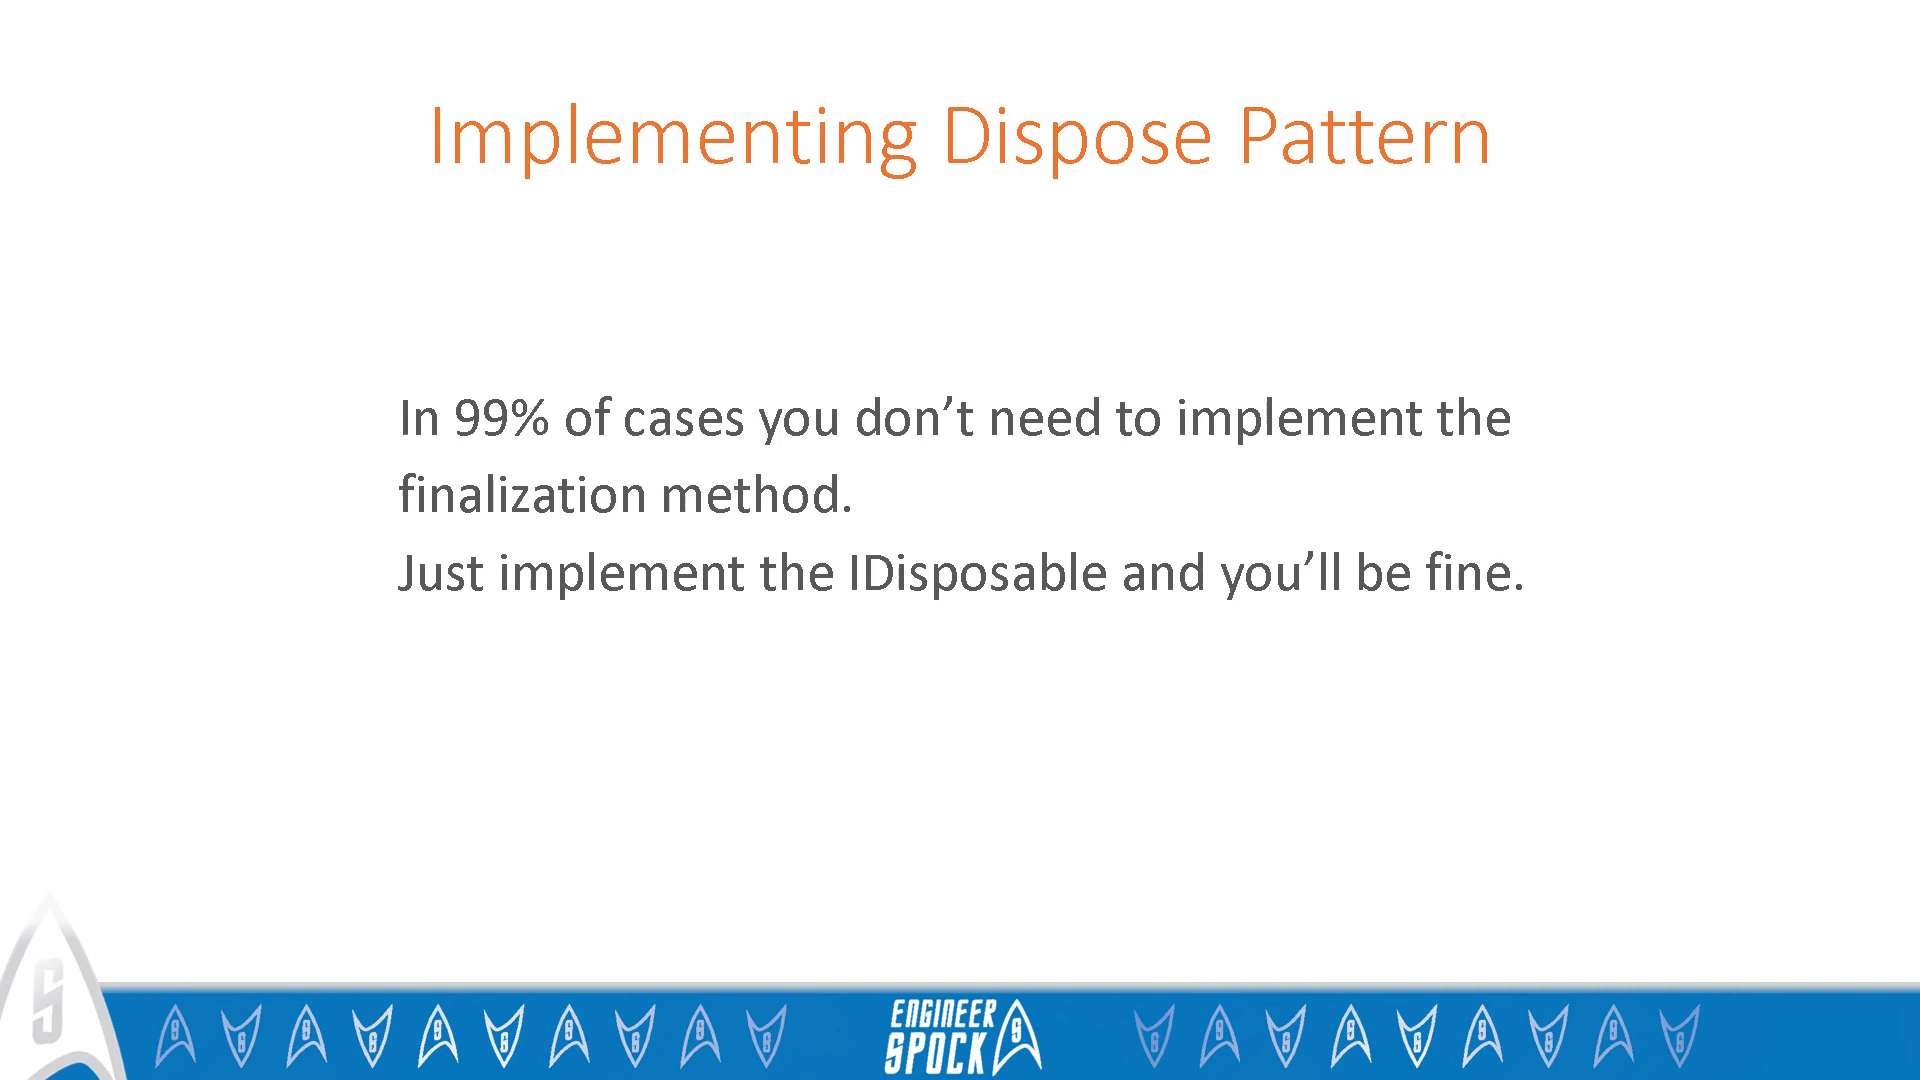 Implementing Dispose Pattern
In 99% of cases you don’t need to implement the
finalization method.
Just implement the IDisposable and you’ll be fine.
ENGINEER
SPOCK